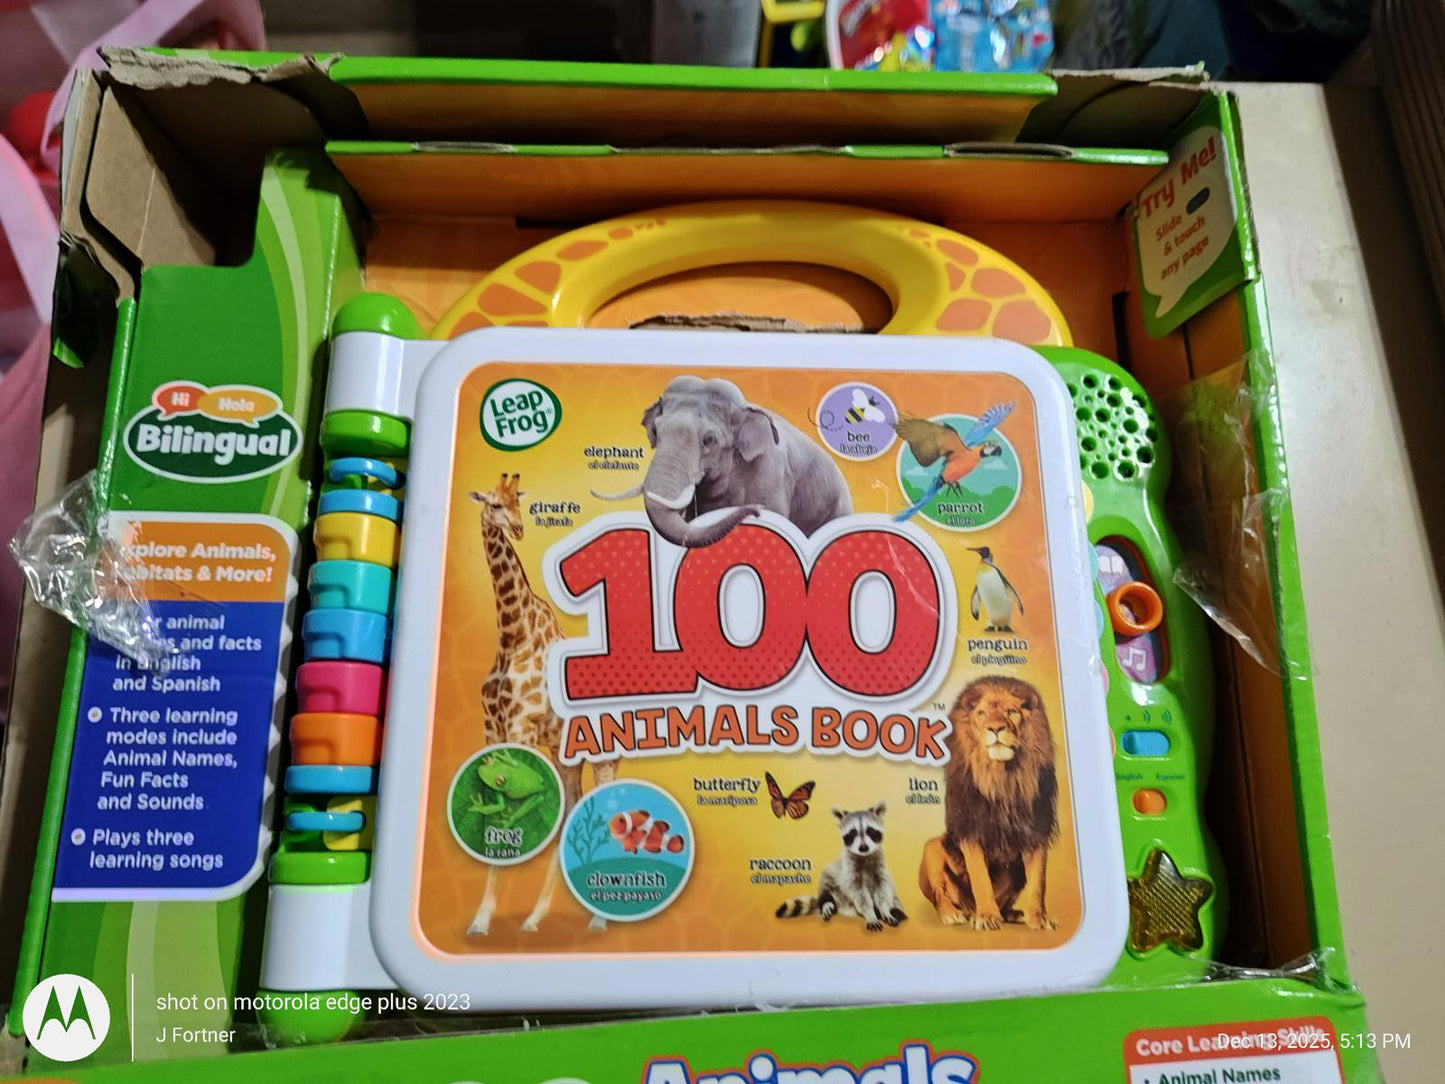 Try Me!
Slide
& touch
any page
Hi Hola
Bilingual
xplore Animals,
bitats & More!
r animal
s and facts
in English
and Spanish
Three learning
modes include
Animal Names,
Fun Facts
and Sounds
Plays three
learning songs
Leap
Frog®
elephant
el elefante
bee
la abeja
parrot
el loro
giraffe
la jirafa
100
ANIMALS BOOK™
penguin
el pingüino
butterfly
la mariposa
lion
el león
frog
la rana
clownfish
el pez payaso
raccoon
el mapache
English Español
shot on motorola edge plus 2023
J Fortner
Core Learning Skills
Dec 13, 2025, 5:13 PM
• Animal Names
Animals